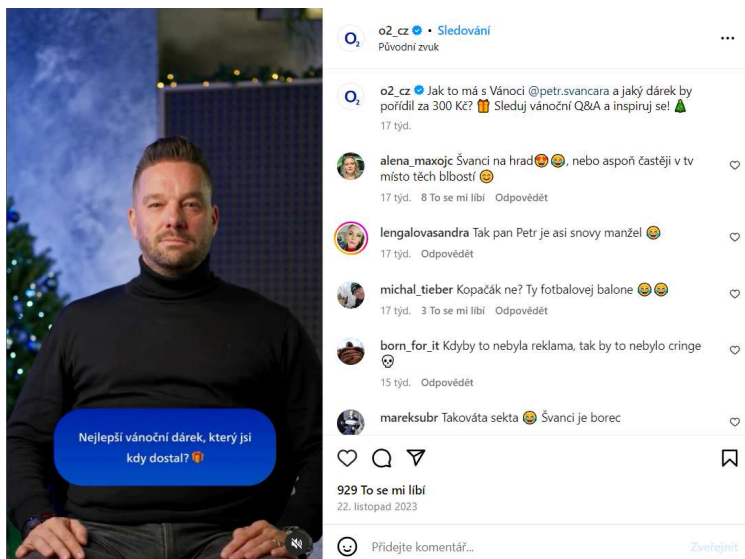 Nejlepší vánoční dárek, který jsi
kdy dostal? 🎁
O2
o2_cz • Sledování
Původní zvuk
O2
o2_cz Jak to má s Vánoci @petr.svancara a jaký dárek by
pořídil za 300 Kč? 🎁 Sleduj vánoční Q&A a inspiruj se! 🎄
17 týd.
alena_maxojc Švanci na hrad😍😂, nebo aspoň častěji v tv
místo těch blbostí 😊
17 týd. 8 To se mi líbí Odpovědět
lengalovasandra Tak pan Petr je asi snovy manžel 😂
17 týd. Odpovědět
michal_tieber Kopačák ne? Ty fotbalovej balone 😂😂
17 týd. 3 To se mi líbí Odpovědět
born_for_it Kdyby to nebyla reklama, tak by to nebylo cringe
💀
15 týd. Odpovědět
mareksubr Takováta sekta 😂 Švanci je borec
929 To se mi líbí
22. listopad 2023
Přidejte komentář...
Zveřejnit